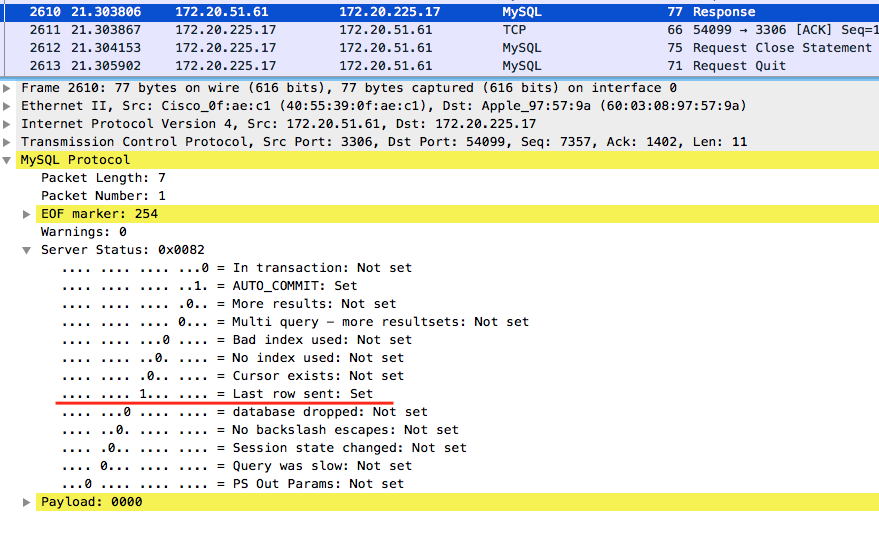 2610 21.303806 172.20.51.61 172.20.225.17 MySQL 77 Response
2611 21.303867 172.20.225.17 172.20.51.61 TCP 66 54099 → 3306 [ACK] Seq=1
2612 21.304153 172.20.225.17 172.20.51.61 MySQL 75 Request Close Statement
2613 21.305902 172.20.225.17 172.20.51.61 MySQL 71 Request Quit
Frame 2610: 77 bytes on wire (616 bits), 77 bytes captured (616 bits) on interface 0
Ethernet II, Src: Cisco_0f:ae:c1 (40:55:39:0f:ae:c1), Dst: Apple_97:57:9a (60:03:08:97:57:9a)
Internet Protocol Version 4, Src: 172.20.51.61, Dst: 172.20.225.17
Transmission Control Protocol, Src Port: 3306, Dst Port: 54099, Seq: 7357, Ack: 1402, Len: 11
MySQL Protocol
Packet Length: 7
Packet Number: 1
EOF marker: 254
Warnings: 0
Server Status: 0x0082
.... .... .... ...0 = In transaction: Not set
.... .... .... ..1. = AUTO_COMMIT: Set
.... .... .... .0.. = More results: Not set
.... .... .... 0... = Multi query – more resultsets: Not set
.... .... ...0 .... = Bad index used: Not set
.... .... ..0. .... = No index used: Not set
.... .... .0.. .... = Cursor exists: Not set
.... .... 1... .... = Last row sent: Set
.... ...0 .... .... = database dropped: Not set
.... ..0. .... .... = No backslash escapes: Not set
.... .0.. .... .... = Session state changed: Not set
.... 0... .... .... = Query was slow: Not set
...0 .... .... .... = PS Out Params: Not set
Payload: 0000